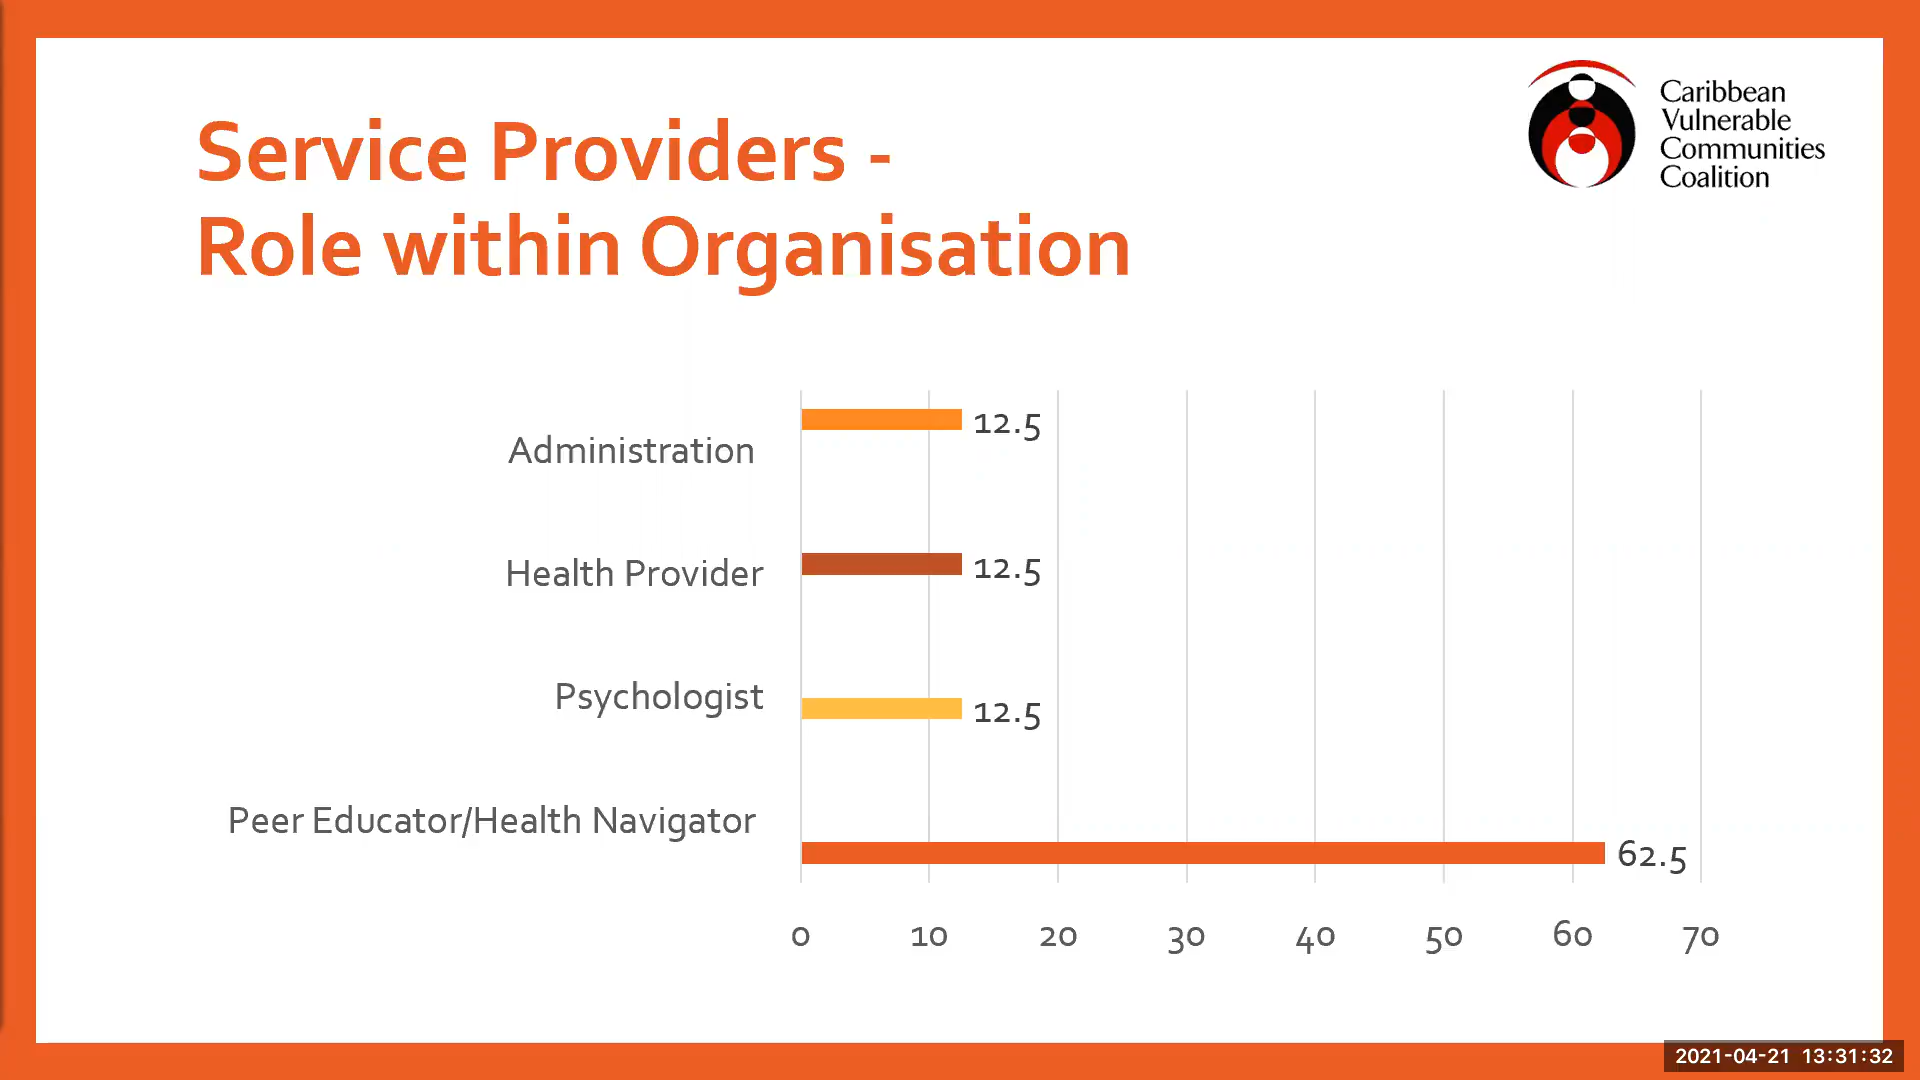 Service Providers -
Role within Organisation
Caribbean
Vulnerable
Communities
Coalition
Administration
12.5
Health Provider
12.5
Psychologist
12.5
Peer Educator/Health Navigator
62.5
0 10 20 30 40 50 60 70
2021-04-21 13:31:32